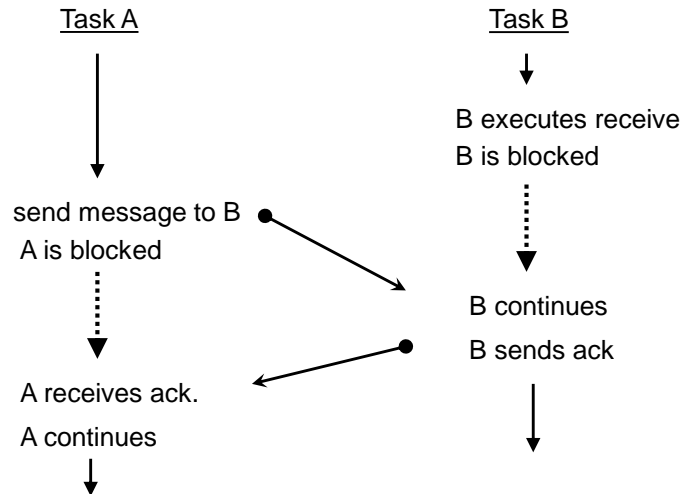 Task A
Task B
B executes receive
B is blocked
send message to B
A is blocked
B continues
B sends ack
A receives ack.
A continues